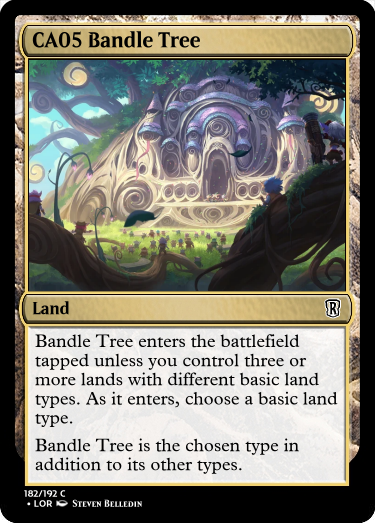 CA05 Bandle Tree
Land
R
Bandle Tree enters the battlefield
tapped unless you control three or
more lands with different basic land
types. As it enters, choose a basic land
type.
Bandle Tree is the chosen type in
addition to its other types.
182/192 C
• LOR Steven Belledin